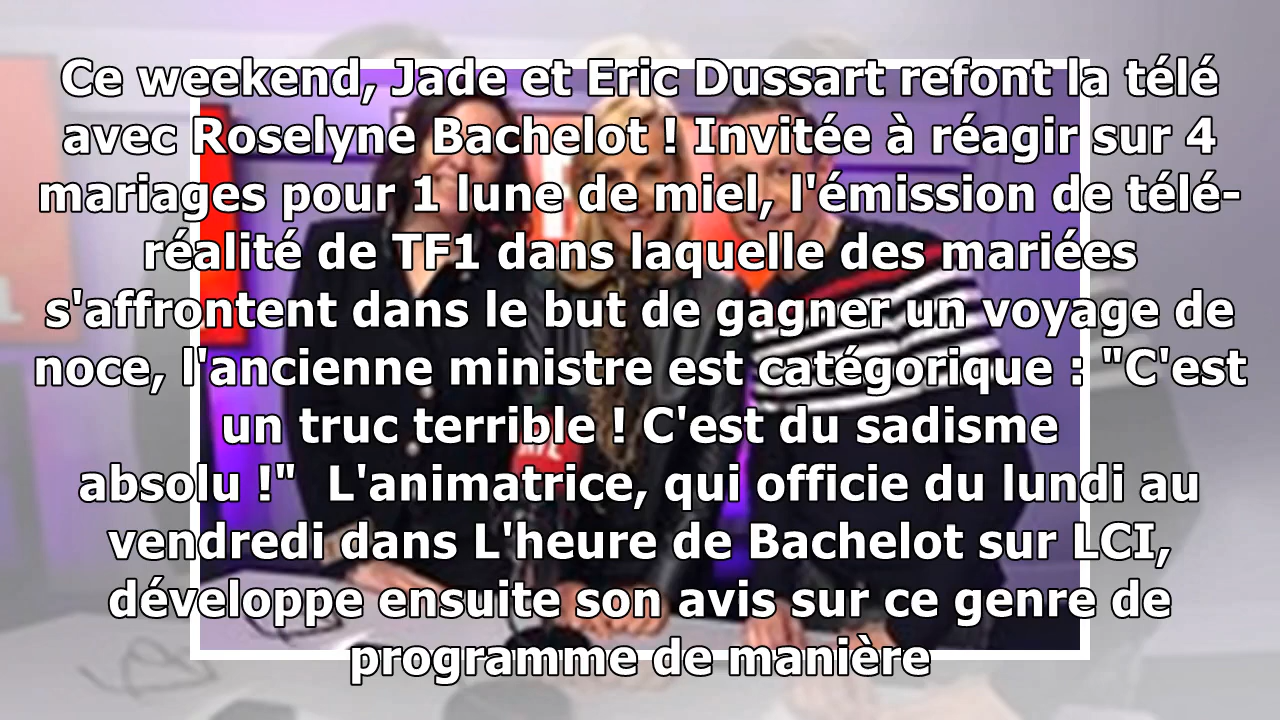 Ce weekend, Jade et Eric Dussart refont la télé
avec Roselyne Bachelot ! Invitée à réagir sur 4
mariages pour 1 lune de miel, l'émission de télé-
réalité de TF1 dans laquelle des mariées
s'affrontent dans le but de gagner un voyage de
noce, l'ancienne ministre est catégorique : "C'est
un truc terrible ! C'est du sadisme
absolu !"  L'animatrice, qui officie du lundi au
vendredi dans L'heure de Bachelot sur LCI,
développe ensuite son avis sur ce genre de
programme de manière
RTL